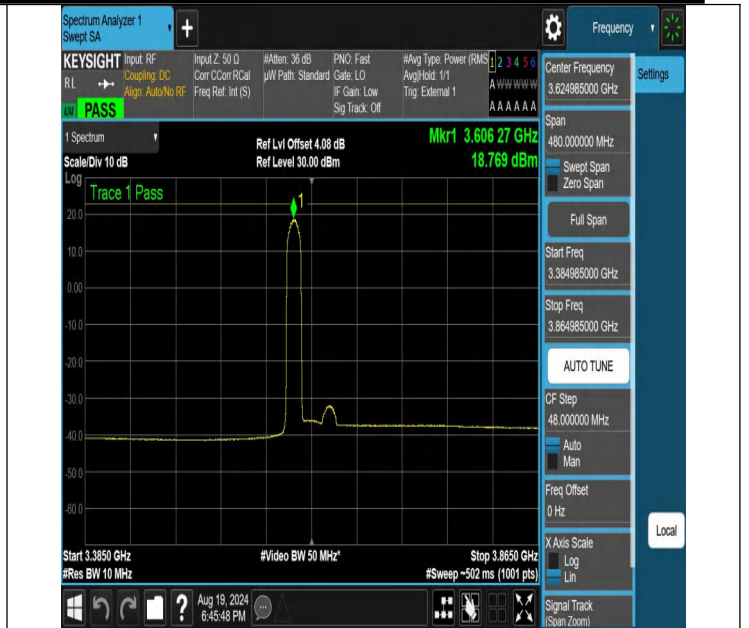 Spectrum Analyzer 1
Swept SA
+
Frequency
KEYSIGHT
RL
PASS
Input: RF
Coupling: DC
Align: Auto/No RF
Input Z: 50 Ω
Corr CCorr RCal
Freq Ref: Int (S)
#Atten: 36 dB
µW Path: Standard
PNO: Fast
Gate: LO
IF Gain: Low
Sig Track: Off
#Avg Type: Power (RMS
Avg|Hold: 1/1
Trig: External 1
1 2 3 4 5 6
A W W W W W
A A A A A A
1 Spectrum
Scale/Div 10 dB
Ref Lvl Offset 4.08 dB
Ref Level 30.00 dBm
Mkr1 3.606 27 GHz
18.769 dBm
Log
Trace 1 Pass
1
20.0
10.0
0.00
-10.0
-20.0
-30.0
-40.0
-50.0
-60.0
Start 3.3850 GHz
#Res BW 10 MHz
#Video BW 50 MHz*
Stop 3.8650 GHz
#Sweep ~502 ms (1001 pts)
Center Frequency
3.624985000 GHz
Settings
Span
480.000000 MHz
Swept Span
Zero Span
Full Span
Start Freq
3.384985000 GHz
Stop Freq
3.864985000 GHz
AUTO TUNE
CF Step
48.000000 MHz
Auto
Man
Freq Offset
0 Hz
X Axis Scale
Log
Lin
Local
Signal Track
(Span Zoom)
?
Aug 19, 2024
6:45:48 PM